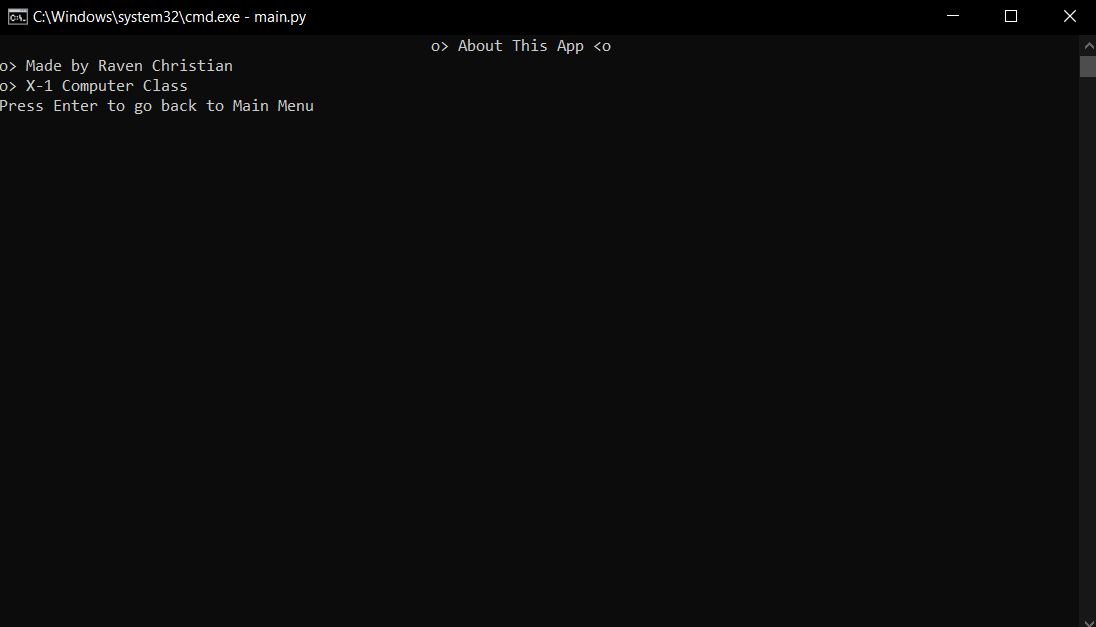 C:\Windows\system32\cmd.exe - main.py
o> About This App <o
o> Made by Raven Christian
o> X-1 Computer Class
Press Enter to go back to Main Menu